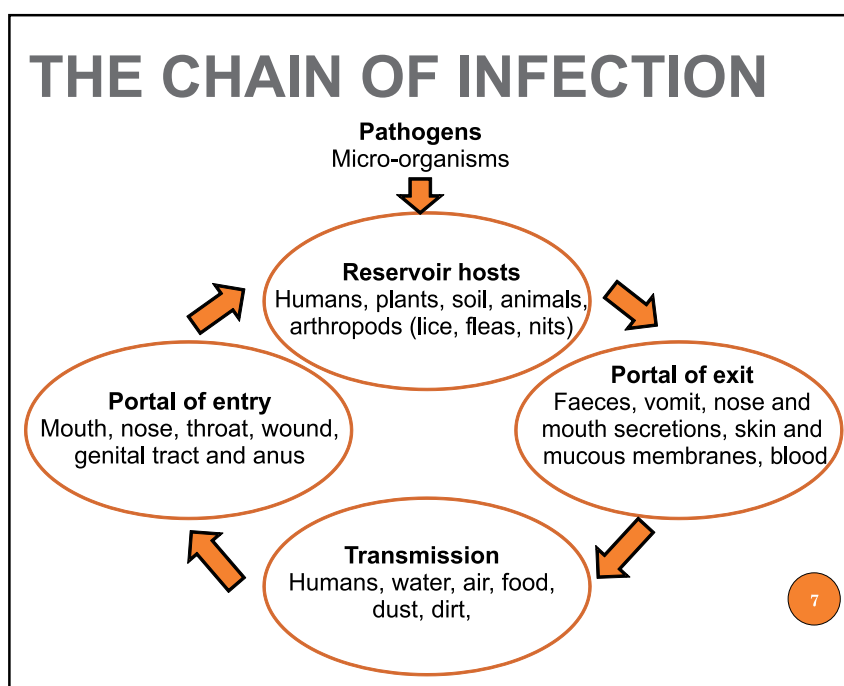 THE CHAIN OF INFECTION
Pathogens
Micro-organisms
Reservoir hosts
Humans, plants, soil, animals,
arthropods (lice, fleas, nits)
Portal of exit
Faeces, vomit, nose and
mouth secretions, skin and
mucous membranes, blood
Transmission
Humans, water, air, food,
dust, dirt,
Portal of entry
Mouth, nose, throat, wound,
genital tract and anus
7